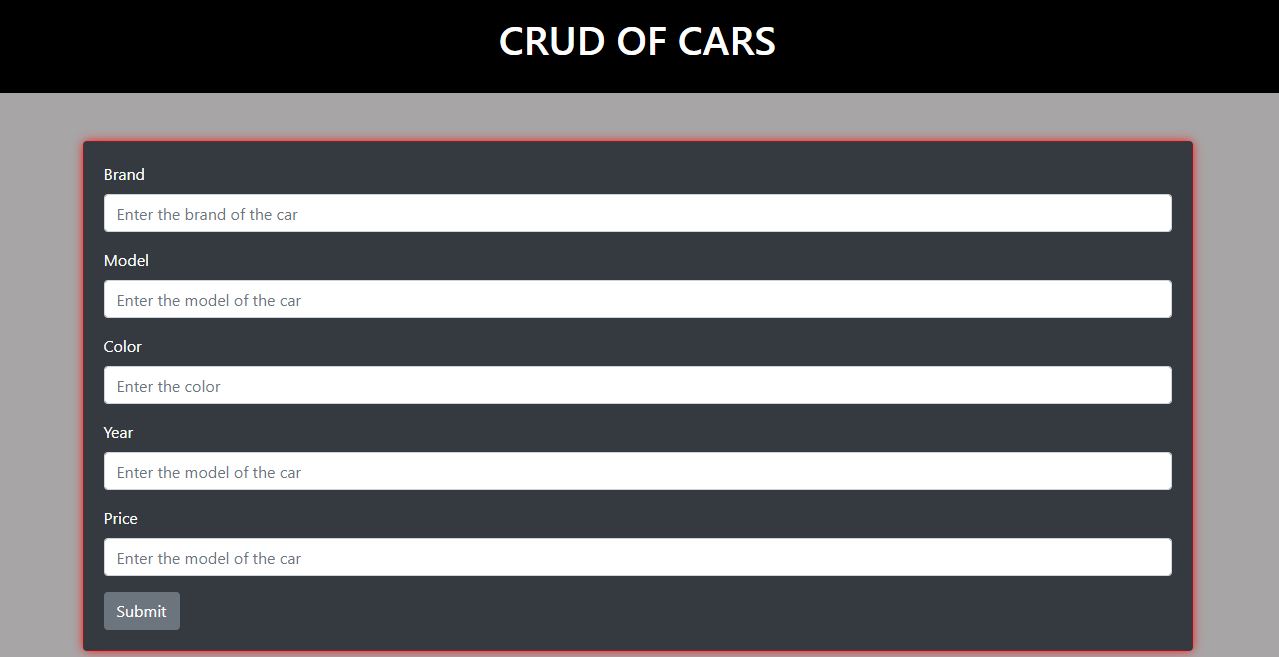 CRUD OF CARS
Brand
Enter the brand of the car
Model
Enter the model of the car
Color
Enter the color
Year
Enter the model of the car
Price
Enter the model of the car
Submit